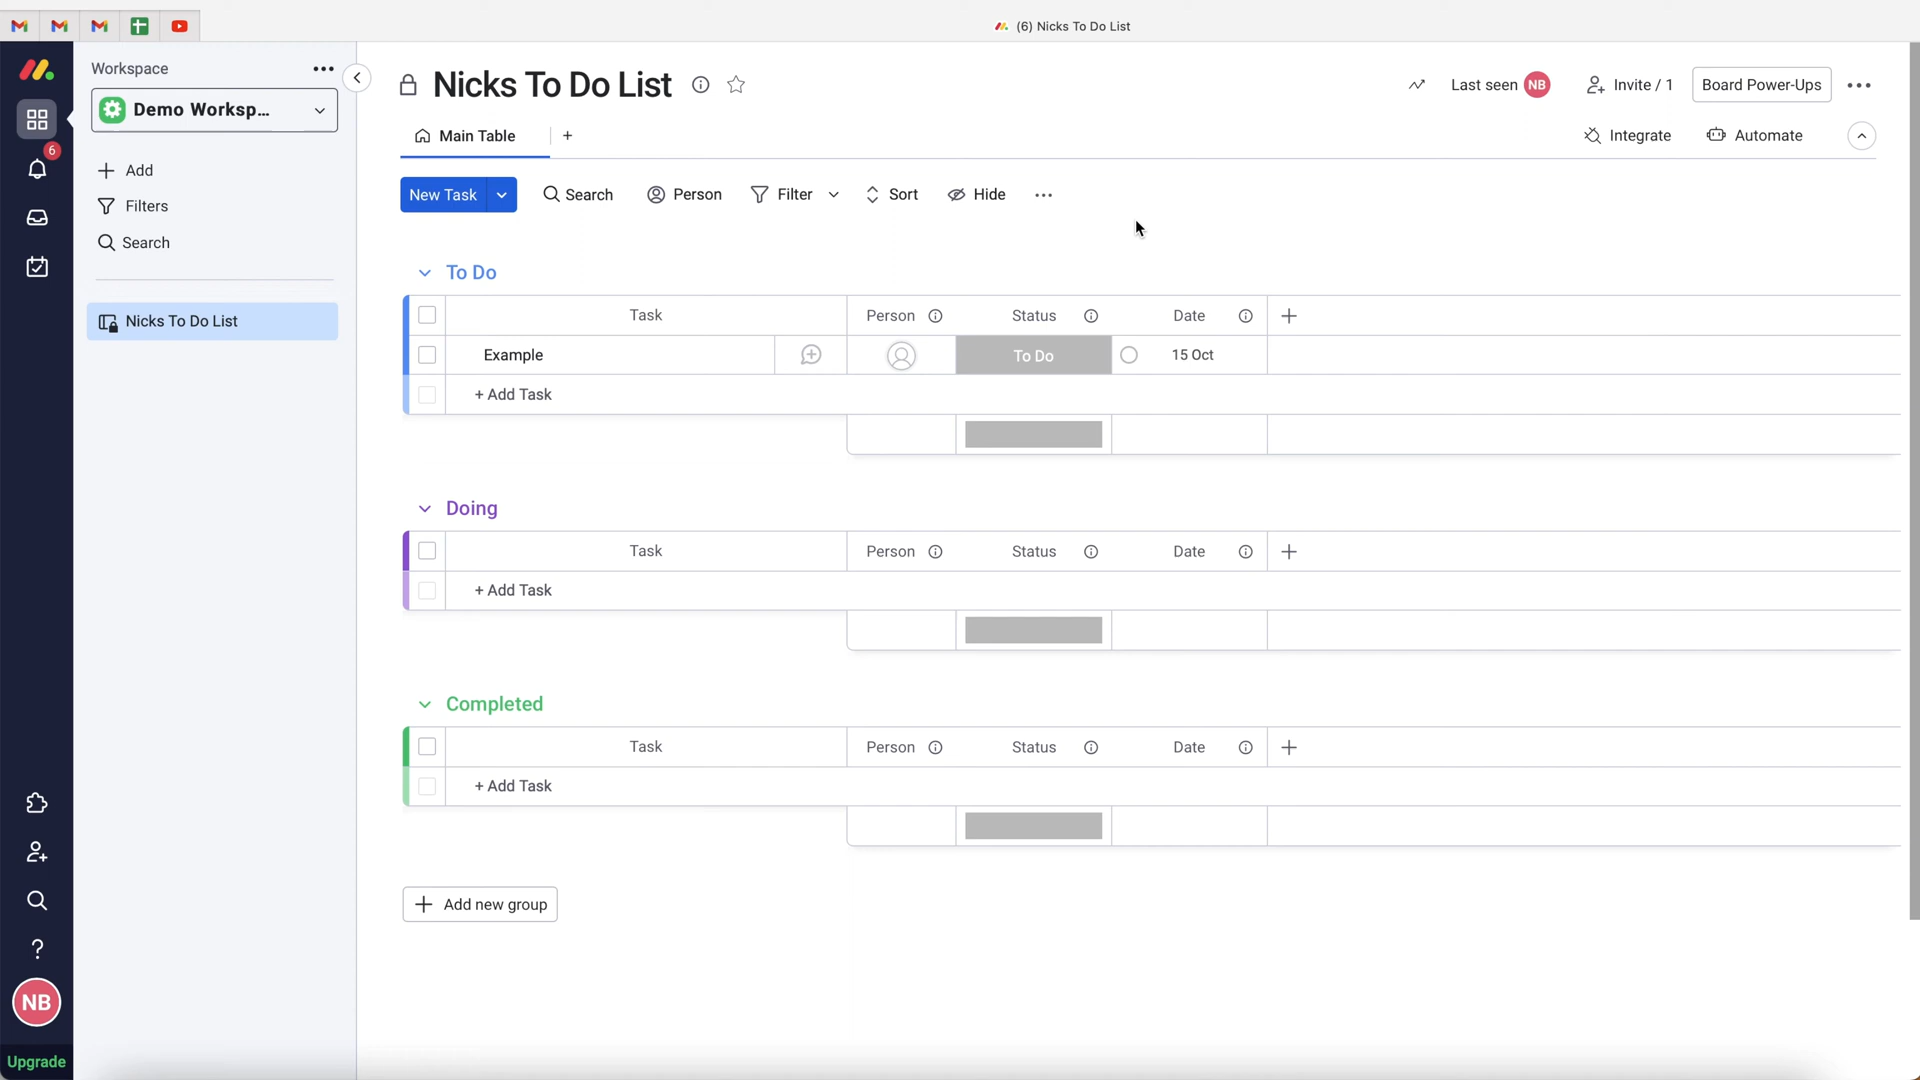 (6) Nicks To Do List
Workspace
Demo Worksp...
6
Add
Filters
Search
Nicks To Do List
NB
Upgrade
Nicks To Do List
Last seen NB
Invite / 1
Board Power-Ups
Main Table
Integrate
Automate
New Task
Search
Person
Filter
Sort
Hide
To Do
Task Person Status Date
Example To Do 15 Oct
+ Add Task
Doing
Task Person Status Date
+ Add Task
Completed
Task Person Status Date
+ Add Task
Add new group